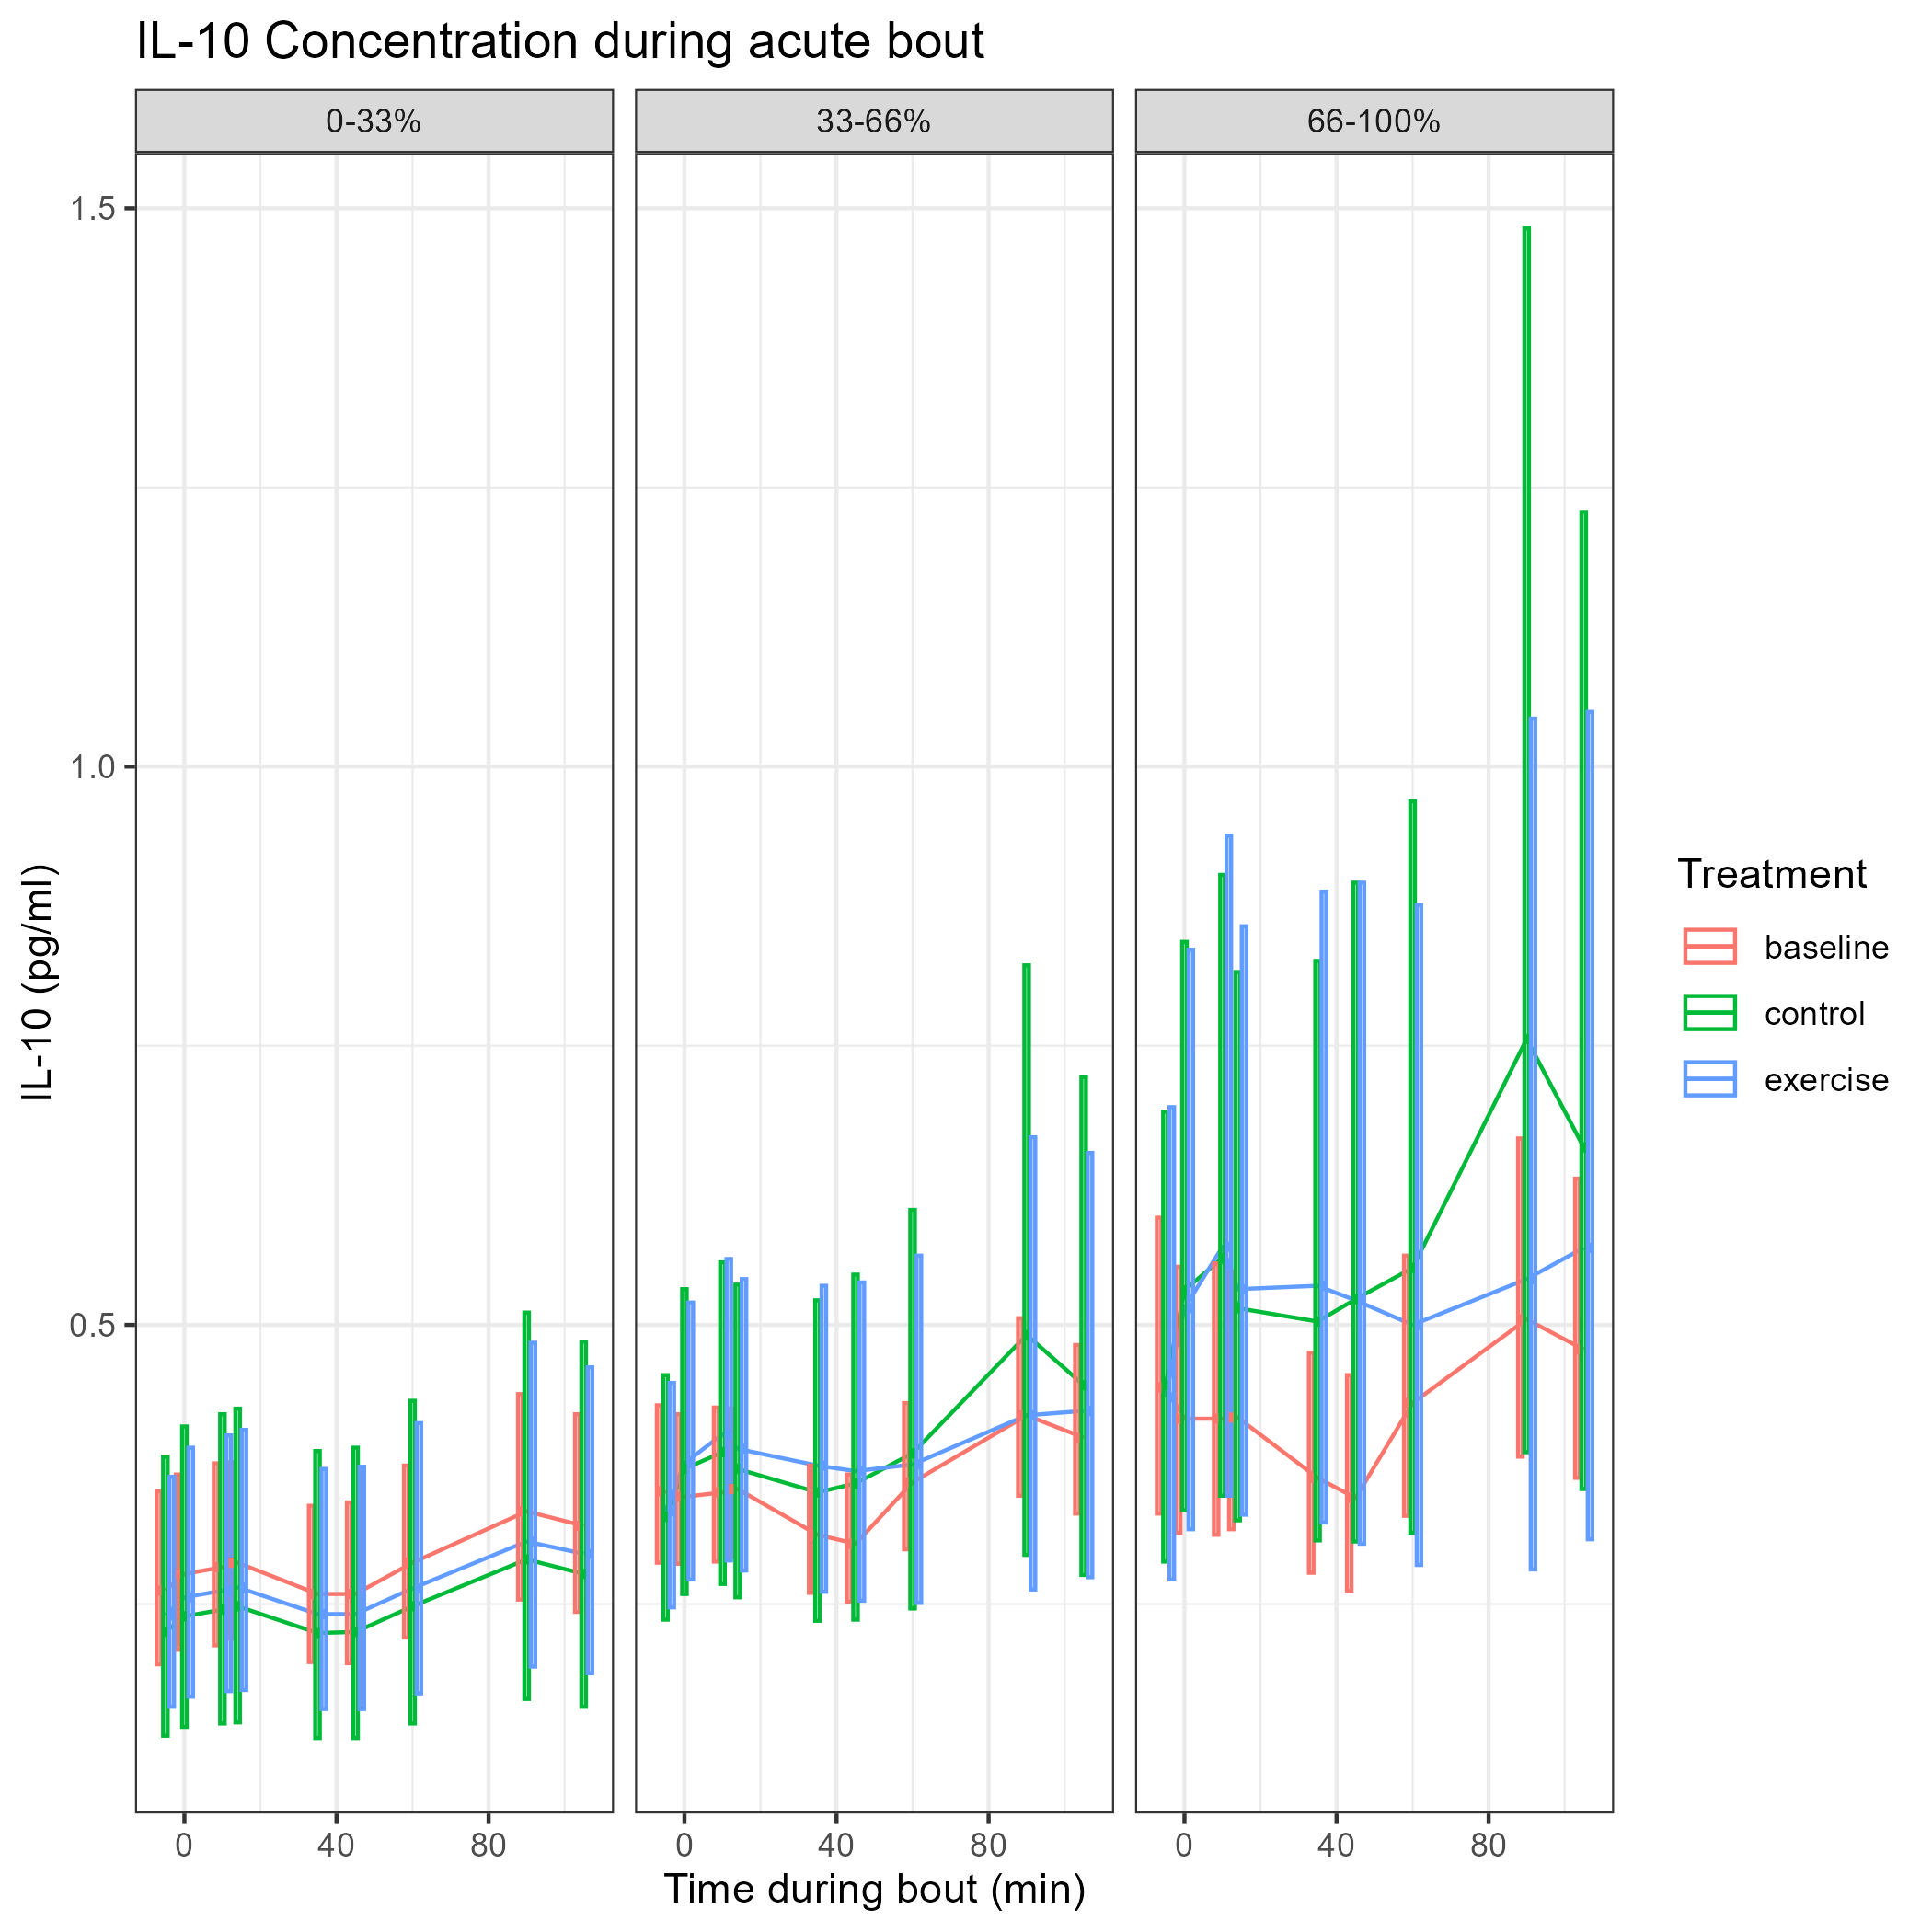 IL-10 Concentration during acute bout
0-33%
33-66%
66-100%
1.5
1.0
0.5
IL-10 (pg/ml)
0
40
80
0
40
80
0
40
80
Time during bout (min)
Treatment
baseline
control
exercise